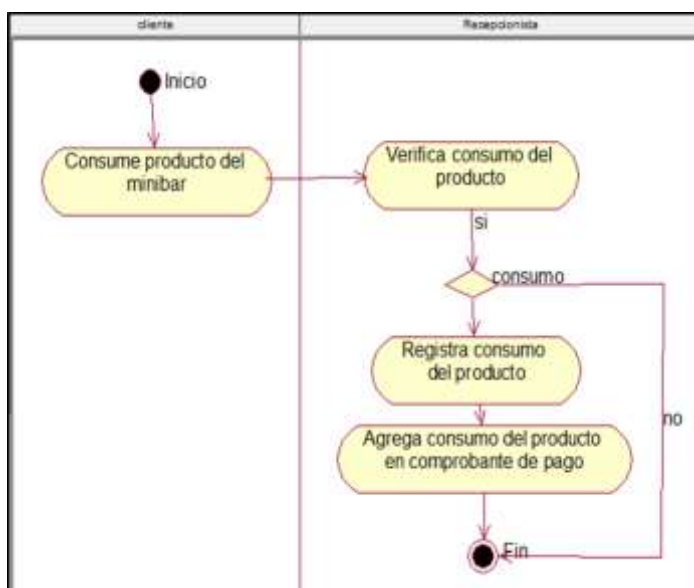 cliente
Recepcionista
Inicio
Consume producto del
minibar
Verifica consumo del
producto
si
consumo
Registra consumo
del producto
no
Agrega consumo del producto
en comprobante de pago
Fin